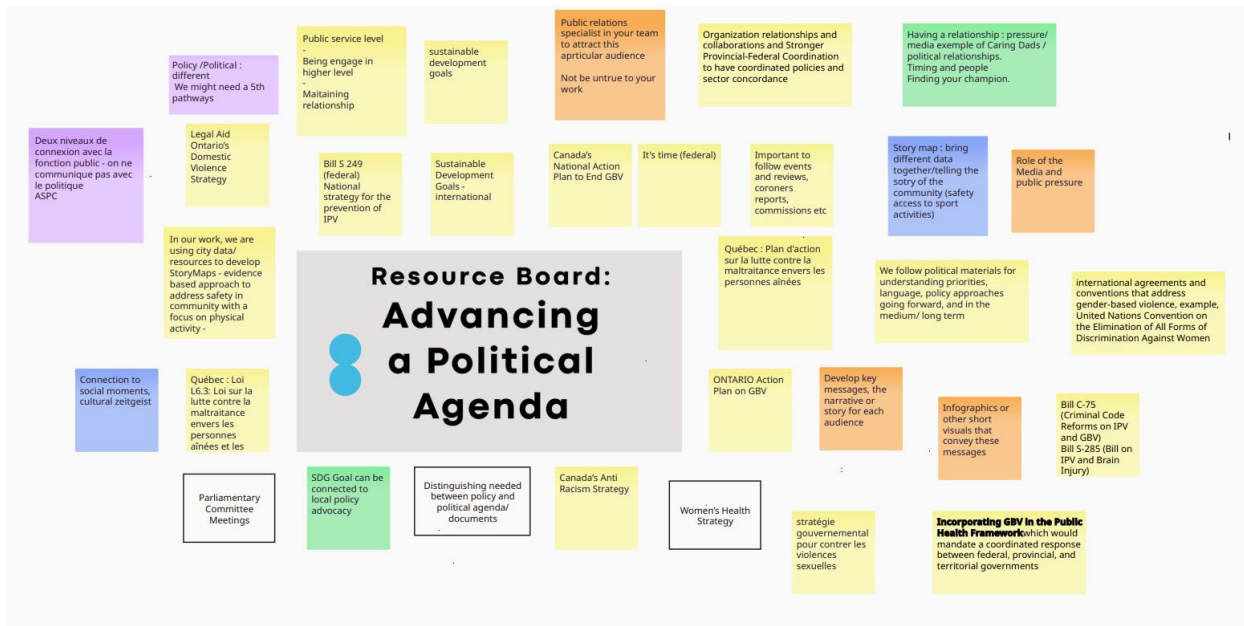 Policy /Political :
different
We might need a 5th
pathways
Public service level
-
Being engage in
higher level
-
Maitaining
relationship
sustainable
development
goals
Public relations
specialist in your team
to attract this
aprticular audience
Not be untrue to your
work
Organization relationships and
collaborations and Stronger
Provincial-Federal Coordination
to have coordinated policies and
sector concordance
Having a relationship : pressure/
media exemple of Caring Dads /
political relationships.
Timing and people
Finding your champion.
Deux niveaux de
connexion avec la
fonction public - on ne
communique pas avec
le politique
ASPC
Legal Aid
Ontario's
Domestic
Violence
Strategy
Bill S 249
(federal)
National
strategy for the
prevention of
IPV
Sustainable
Development
Goals -
international
Canada's
National Action
Plan to End GBV
It's time (federal)
Important to
follow events
and reviews,
coroners
reports,
commissions etc
Story map : bring
different data
together/telling the
sotry of the
community (safety
access to sport
activities)
Role of the
Media and
public pressure
In our work, we are
using city data/
resources to develop
StoryMaps - evidence
based approach to
address safety in
community with a
focus on physical
activity -
Resource Board:
Advancing
a Political
Agenda
Québec : Plan d'action
sur la lutte contre la
maltraitance envers les
personnes aînées
We follow political materials for
understanding priorities,
language, policy approaches
going forward, and in the
medium/ long term
international agreements and
conventions that address
gender-based violence, example,
United Nations Convention on
the Elimination of All Forms of
Discrimination Against Women
Connection to
social moments,
cultural zeitgeist
Québec : Loi
L6.3: Loi sur la
lutte contre la
maltraitance
envers les
personnes
aînées et les
ONTARIO Action
Plan on GBV
Develop key
messages, the
narrative or
story for each
audience
Infographics or
other short
visuals that
convey these
messages
Bill C-75
(Criminal Code
Reforms on IPV
and GBV)
Bill S-285 (Bill on
IPV and Brain
Injury)
Parliamentary
Committee
Meetings
SDG Goal can be
connected to
local policy
advocacy
Distinguishing needed
between policy and
political agenda/
documents
Canada's Anti
Racism Strategy
Women's Health
Strategy
stratégie
gouvernemental
pour contrer les
violences
sexuelles
Incorporating GBV in the Public
Health Framework which would
mandate a coordinated response
between federal, provincial, and
territorial governments